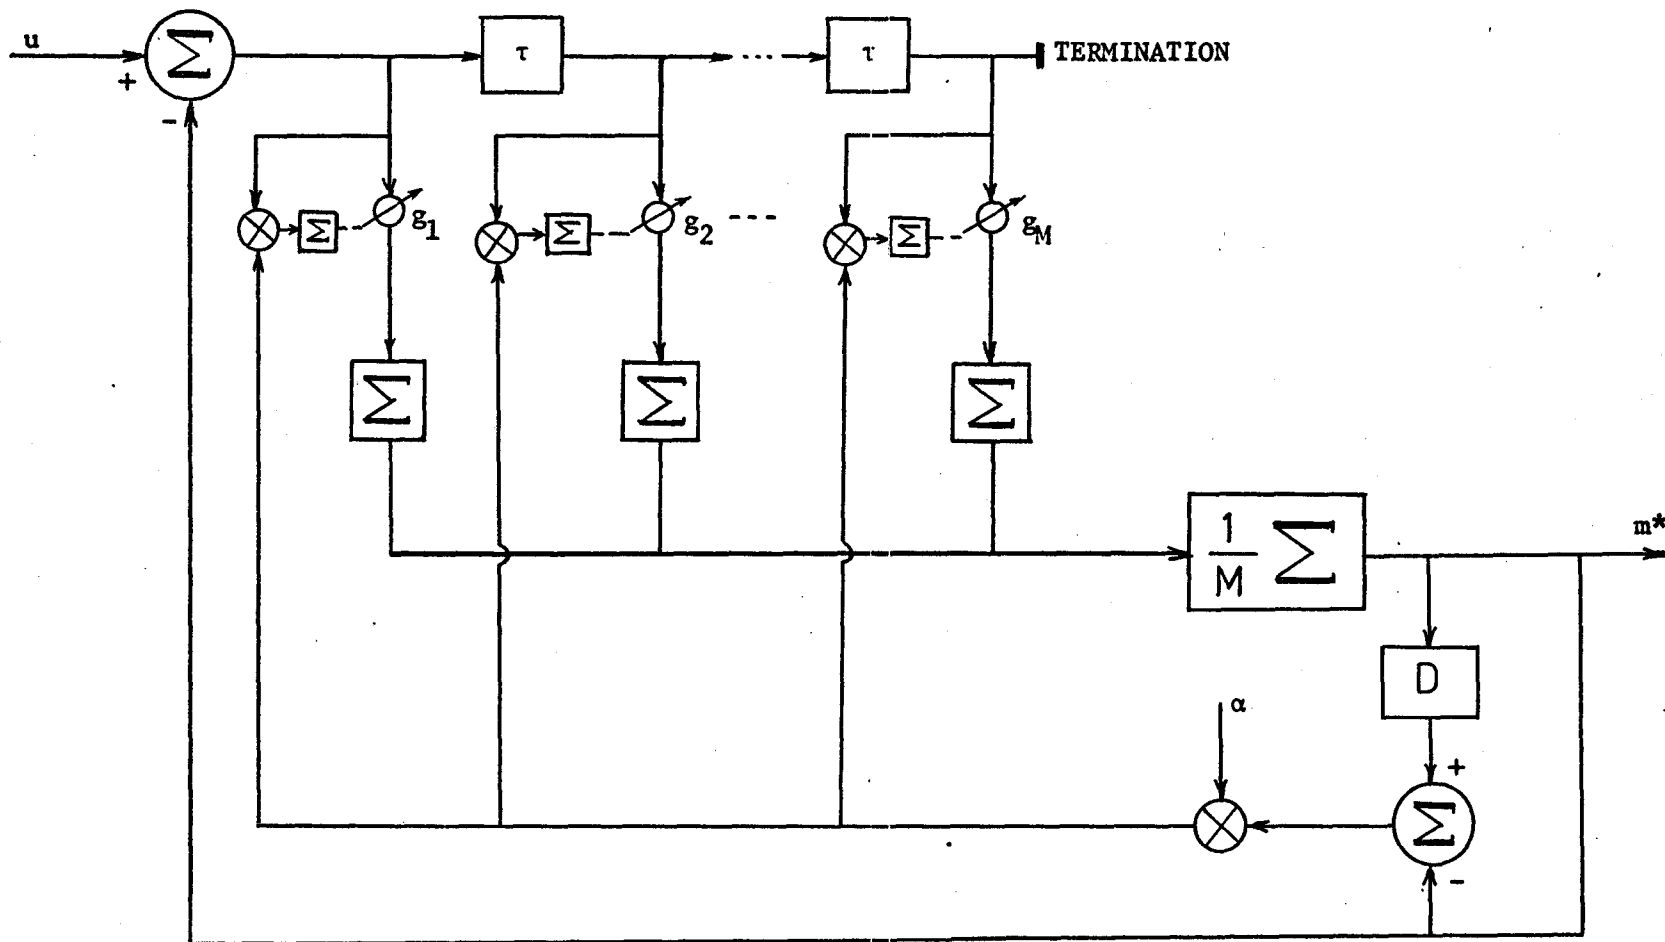 u
+
-
Σ
τ
...
τ
TERMINATION
Σ
g1
Σ
g2
----
Σ
gM
Σ
Σ
Σ
1/M Σ
m*
D
α
+
Σ
-